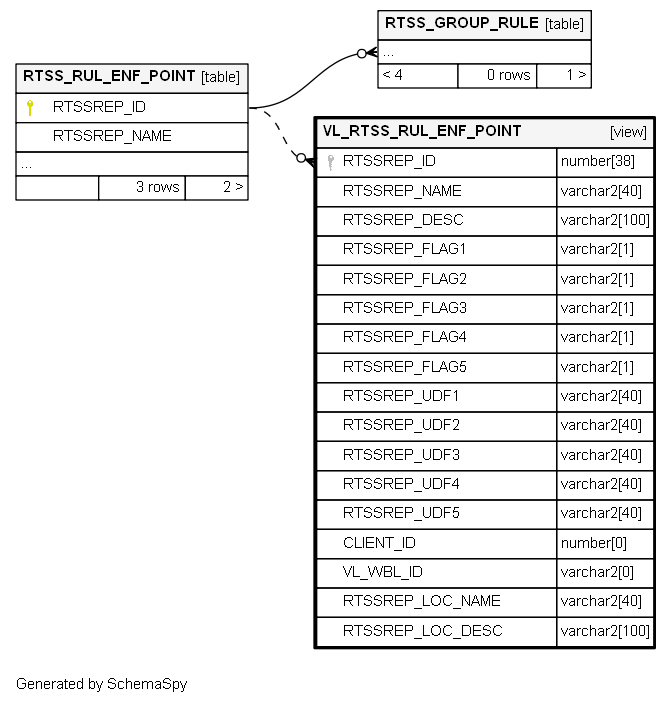 RTSS_GROUP_RULE [table]
...
< 4 0 rows 1 >
RTSS_RUL_ENF_POINT [table]
RTSSREP_ID
RTSSREP_NAME
...
3 rows 2 >
VL_RTSS_RUL_ENF_POINT [view]
RTSSREP_ID number[38]
RTSSREP_NAME varchar2[40]
RTSSREP_DESC varchar2[100]
RTSSREP_FLAG1 varchar2[1]
RTSSREP_FLAG2 varchar2[1]
RTSSREP_FLAG3 varchar2[1]
RTSSREP_FLAG4 varchar2[1]
RTSSREP_FLAG5 varchar2[1]
RTSSREP_UDF1 varchar2[40]
RTSSREP_UDF2 varchar2[40]
RTSSREP_UDF3 varchar2[40]
RTSSREP_UDF4 varchar2[40]
RTSSREP_UDF5 varchar2[40]
CLIENT_ID number[0]
VL_WBL_ID varchar2[0]
RTSSREP_LOC_NAME varchar2[40]
RTSSREP_LOC_DESC varchar2[100]
Generated by SchemaSpy